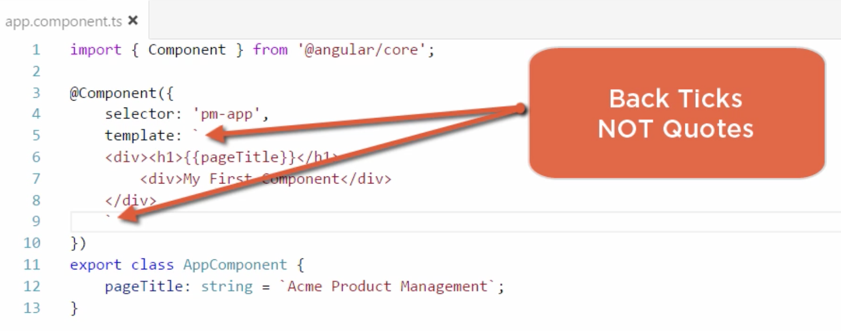 app.component.ts ×
1 import { Component } from '@angular/core';
2
3 @Component({
4     selector: 'pm-app',
5     template: `
6     <div><h1>{{pageTitle}}</h1>
7         <div>My First Component</div>
8     </div>
9     `
10 })
11 export class AppComponent {
12     pageTitle: string = `Acme Product Management`;
13 }
Back Ticks
NOT Quotes